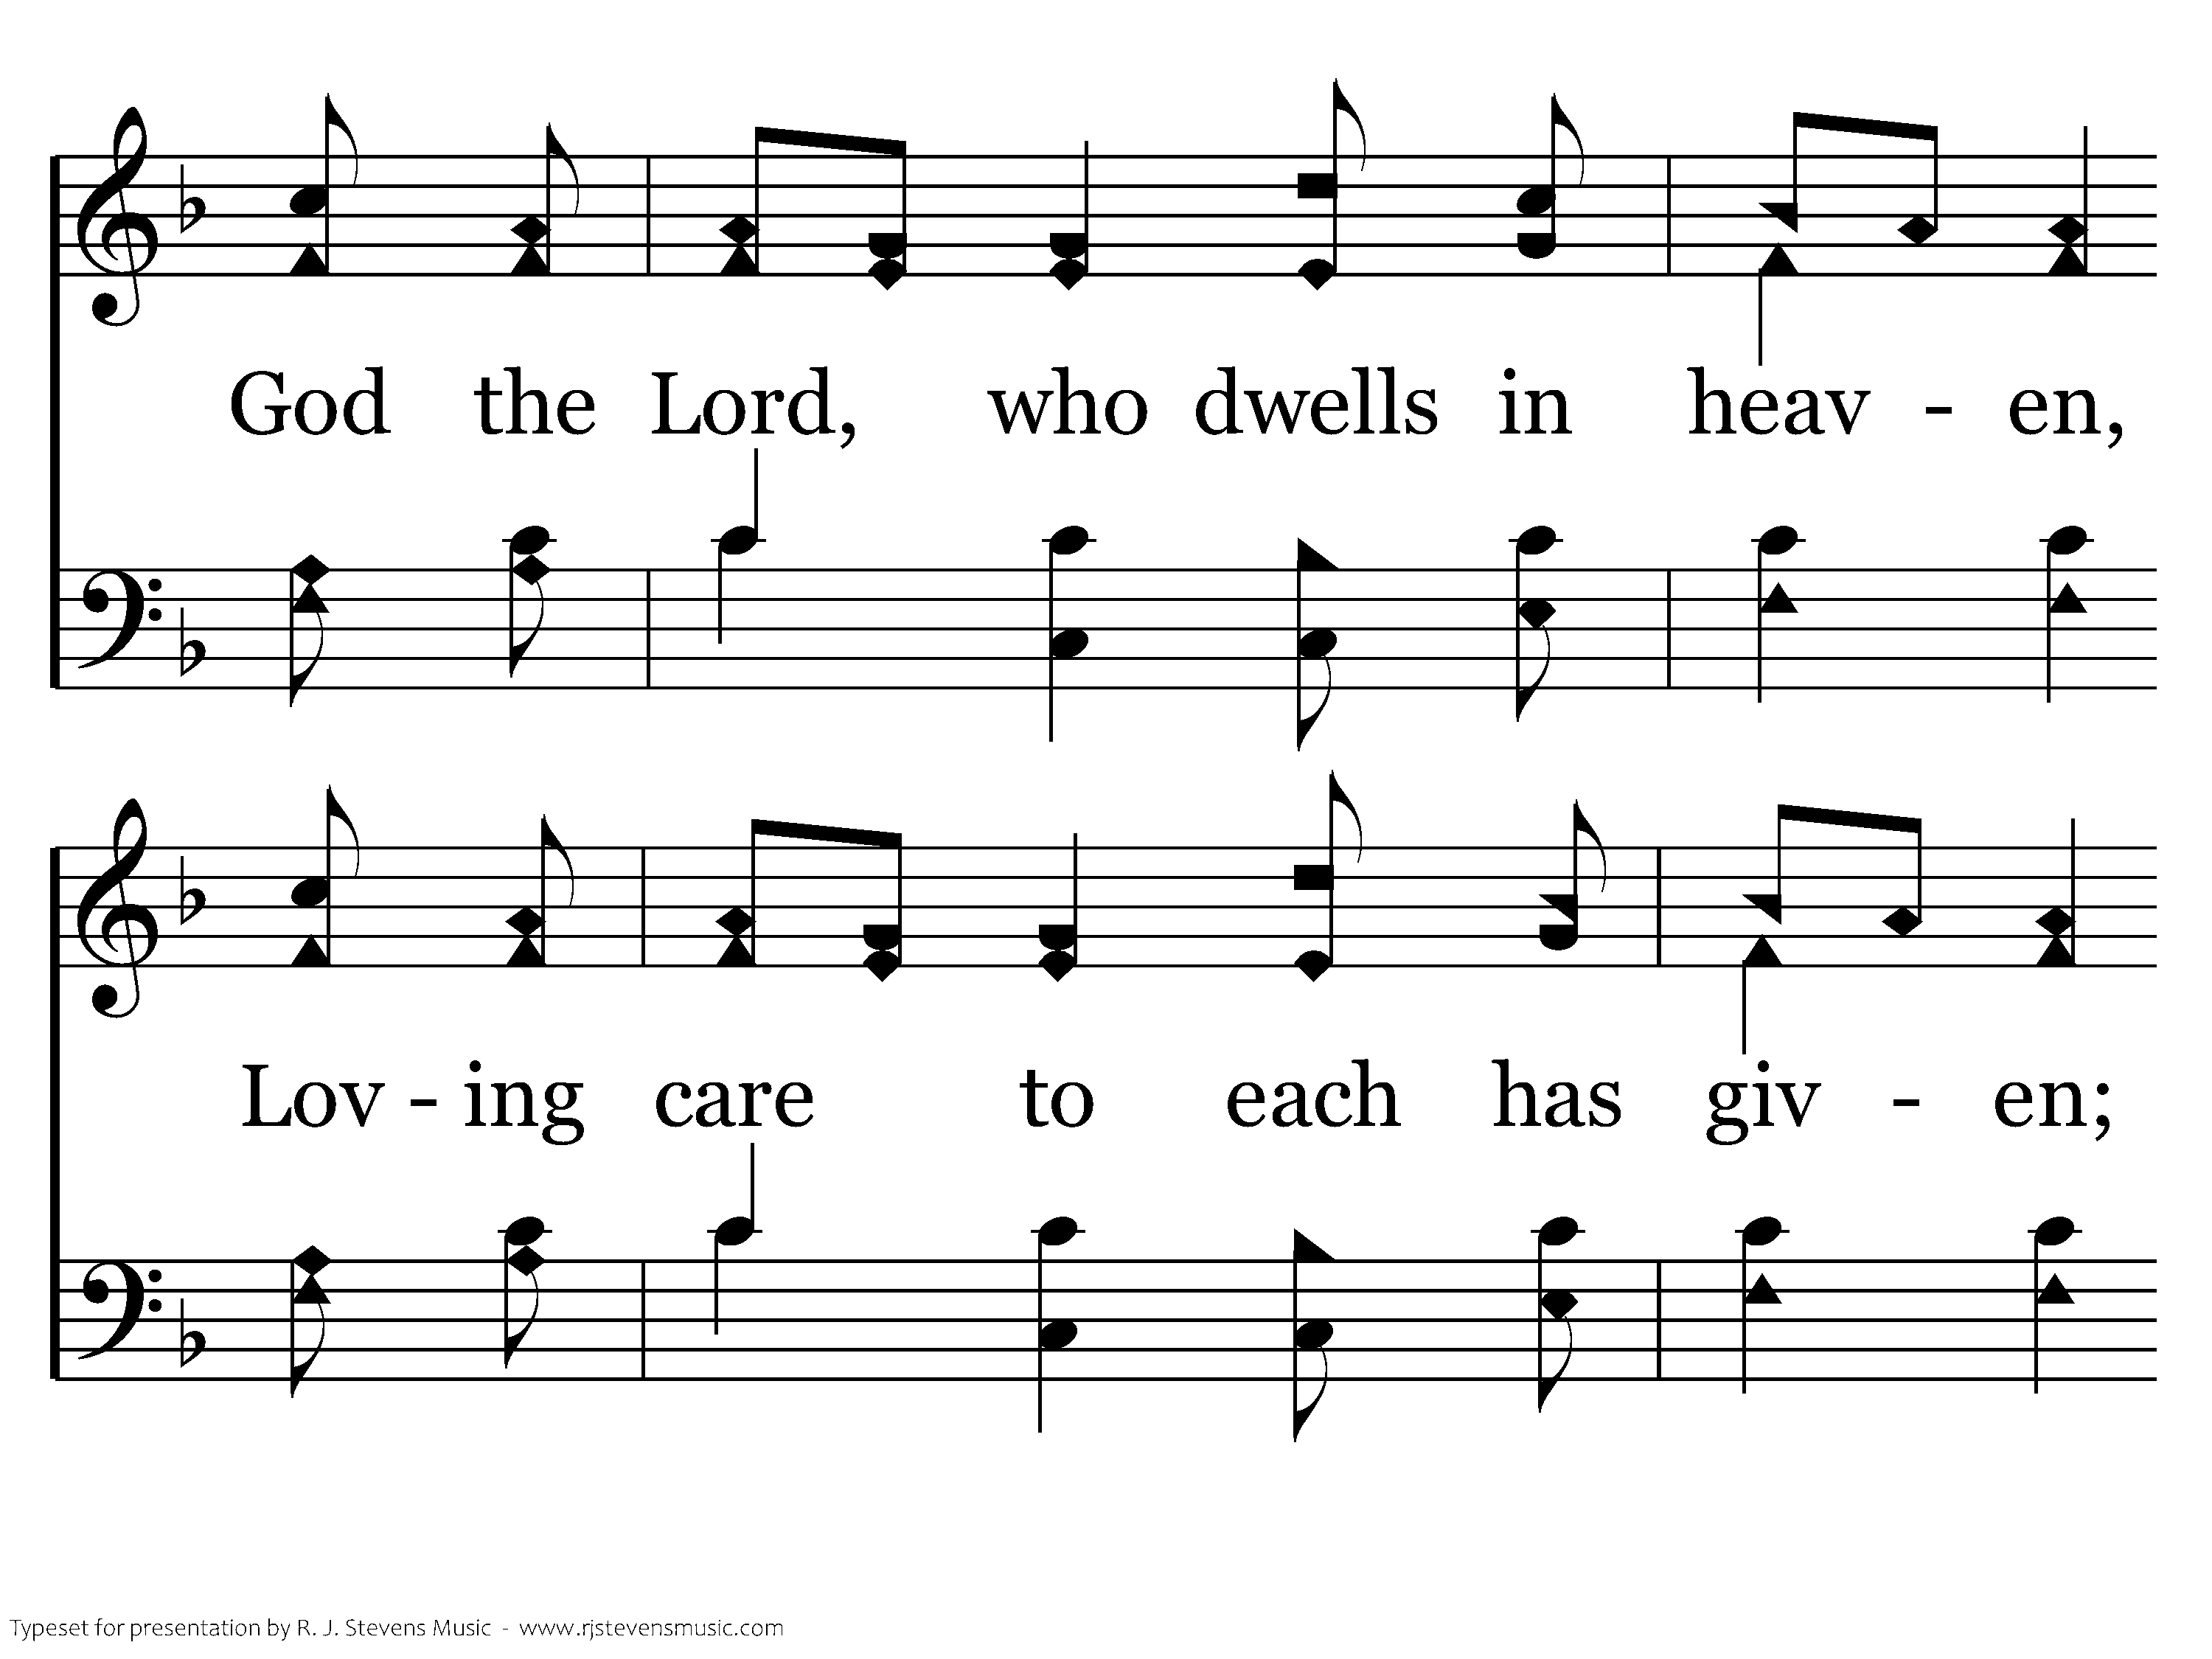 God the Lord, who dwells in heav - en,
Lov - ing care to each has giv - en;
Typeset for presentation by R. J. Stevens Music - www.rjstevensmusic.com